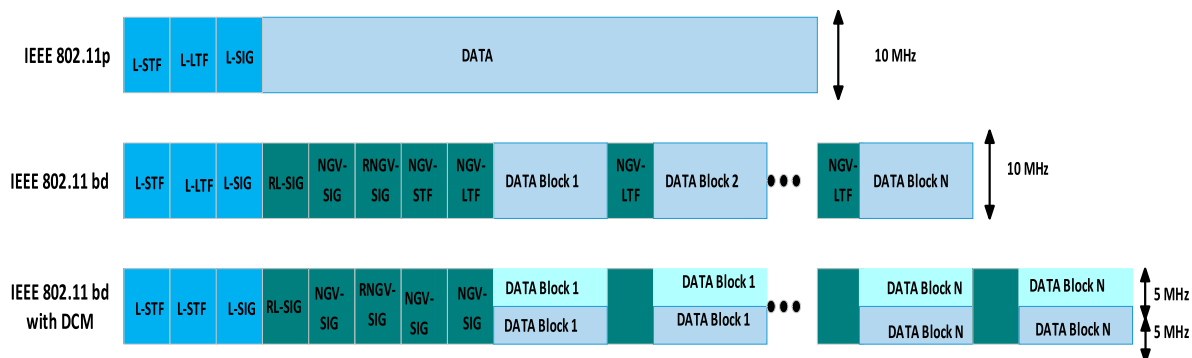 IEEE 802.11p
L-STF
L-LTF
L-SIG
DATA
10 MHz
IEEE 802.11 bd
L-STF
L-LTF
L-SIG
RL-SIG
NGV-
SIG
RNGV-
SIG
NGV-
STF
NGV-
LTF
DATA Block 1
NGV-
LTF
DATA Block 2
NGV-
LTF
DATA Block N
10 MHz
IEEE 802.11 bd
with DCM
L-STF
L-STF
L-SIG
RL-SIG
NGV-
SIG
RNGV-
SIG
NGV-
SIG
NGV-
SIG
DATA Block 1
DATA Block 1
DATA Block 1
DATA Block 1
DATA Block N
DATA Block N
DATA Block N
DATA Block N
5 MHz
5 MHz